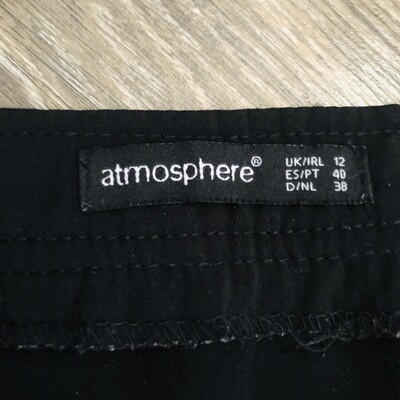 atmosphere®
UK/IRL 12
ES/PT 40
D/NL 38